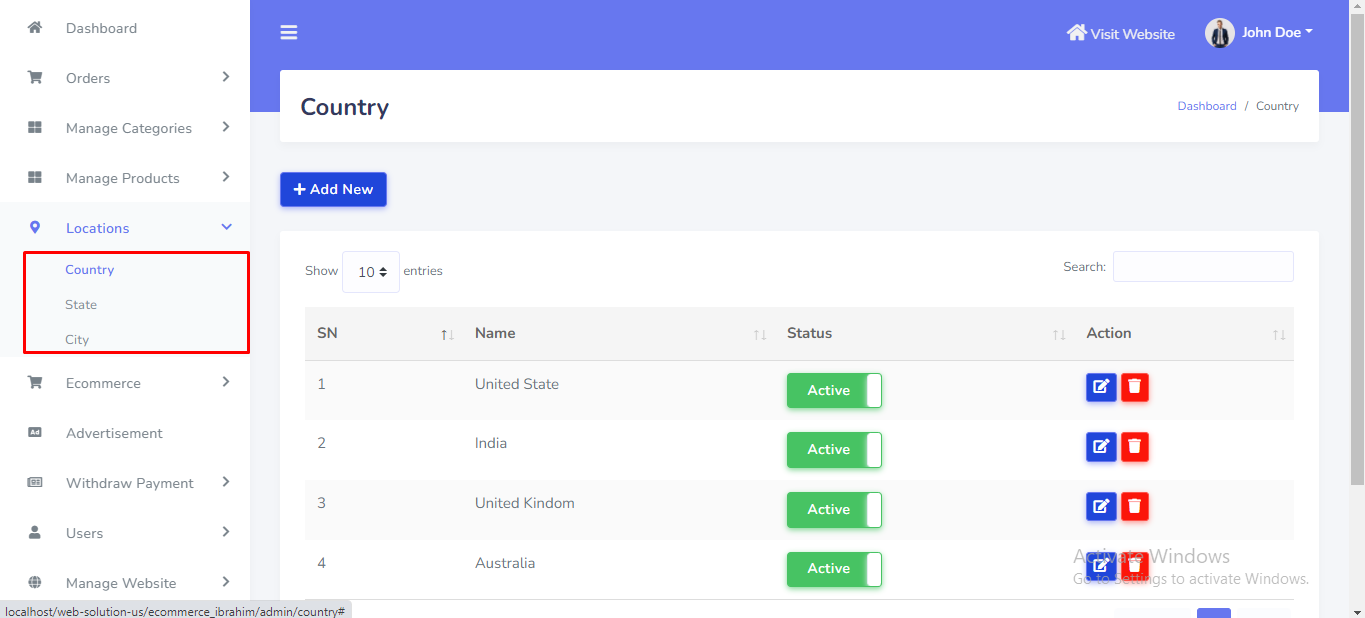 Dashboard
Orders
Manage Categories
Manage Products
Locations
Country
State
City
Ecommerce
Ad Advertisement
Withdraw Payment
Users
Manage Website
Visit Website
John Doe
Country
Dashboard / Country
+ Add New
Show 10 entries
Search:
SN Name Status Action
1 United State Active
2 India Active
3 United Kindom Active
4 Australia Active
Activate Windows
Go to Settings to activate Windows.
localhost/web-solution-us/ecommerce_ibrahim/admin/country#